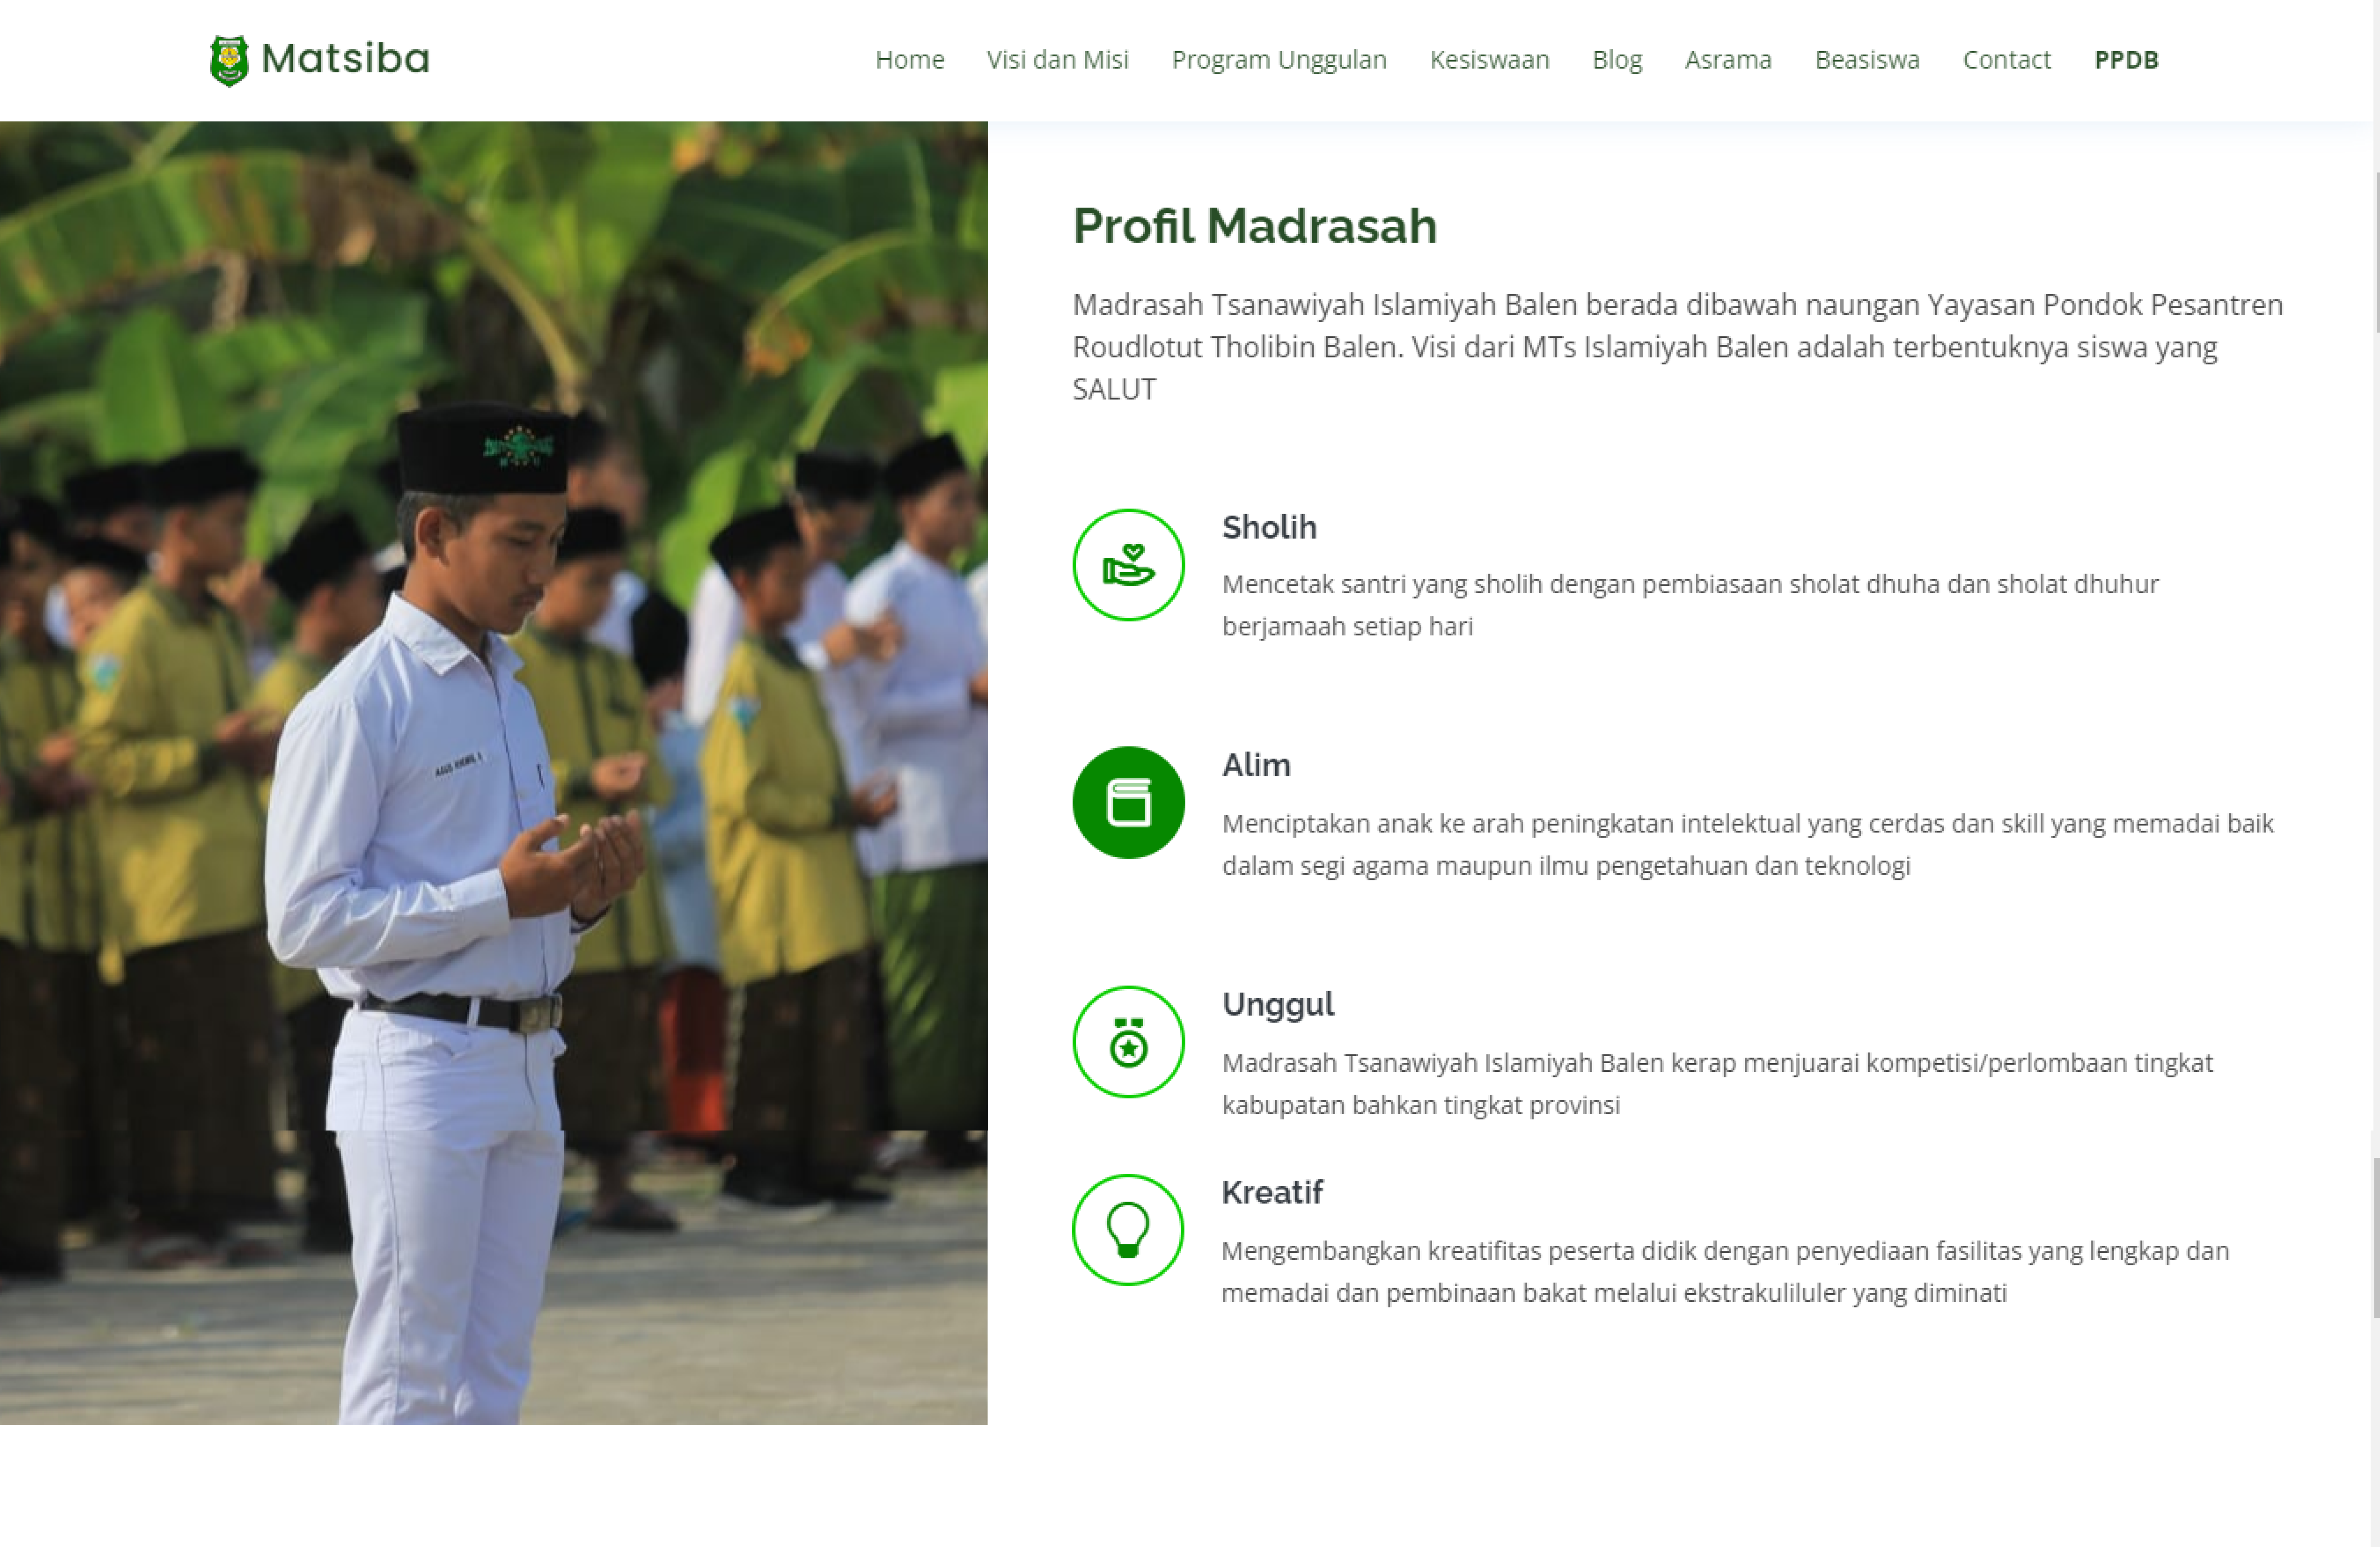 Matsiba
Home Visi dan Misi Program Unggulan Kesiswaan Blog Asrama Beasiswa Contact PPDB
Profil Madrasah
Madrasah Tsanawiyah Islamiyah Balen berada dibawah naungan Yayasan Pondok Pesantren
Roudlotut Tholibin Balen. Visi dari MTs Islamiyah Balen adalah terbentuknya siswa yang
SALUT
Sholih
Mencetak santri yang sholih dengan pembiasaan sholat dhuha dan sholat dhuhur
berjamaah setiap hari
Alim
Menciptakan anak ke arah peningkatan intelektual yang cerdas dan skill yang memadai baik
dalam segi agama maupun ilmu pengetahuan dan teknologi
Unggul
Madrasah Tsanawiyah Islamiyah Balen kerap menjuarai kompetisi/perlombaan tingkat
kabupatan bahkan tingkat provinsi
Kreatif
Mengembangkan kreatifitas peserta didik dengan penyediaan fasilitas yang lengkap dan
memadai dan pembinaan bakat melalui ekstrakuliluler yang diminati